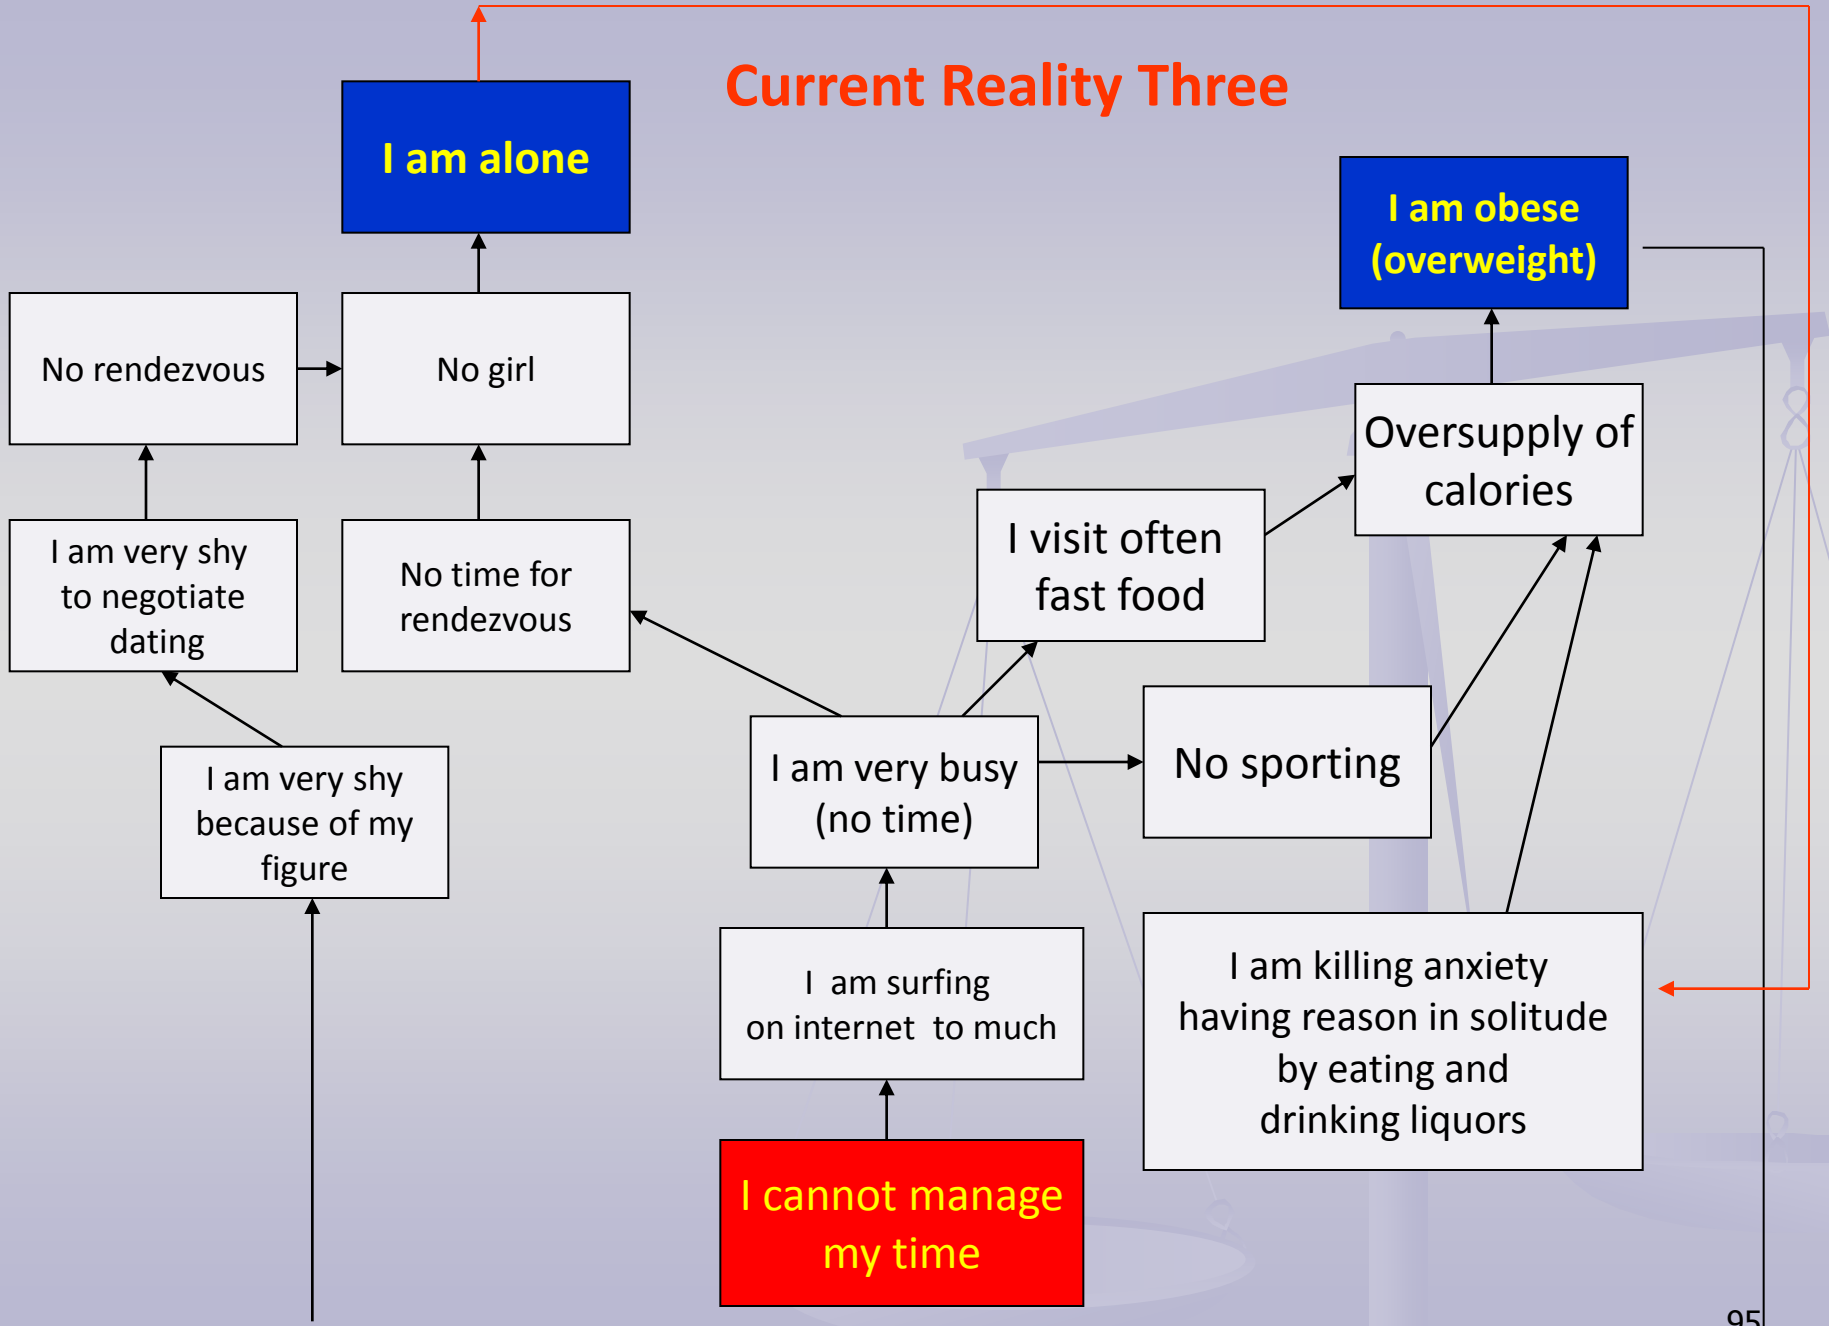 Current Reality Three
I am alone
I am obese
(overweight)
No rendezvous
No girl
Oversupply of
calories
I visit often
fast food
I am very shy
to negotiate
dating
No time for
rendezvous
I am very shy
because of my
figure
I am very busy
(no time)
No sporting
I am surfing
on internet to much
I am killing anxiety
having reason in solitude
by eating and
drinking liquors
I cannot manage
my time
95